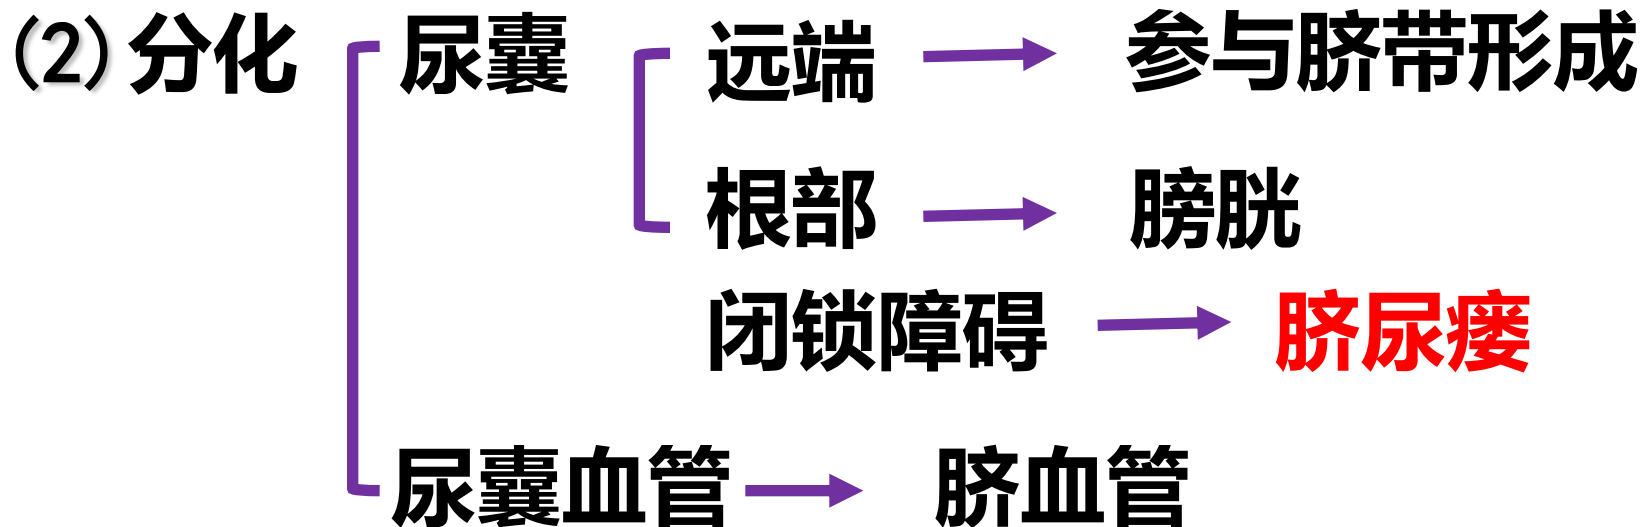 (2)分化 尿囊 远端 参与脐带形成
根部 膀胱
闭锁障碍 脐尿瘘
尿囊血管 脐血管